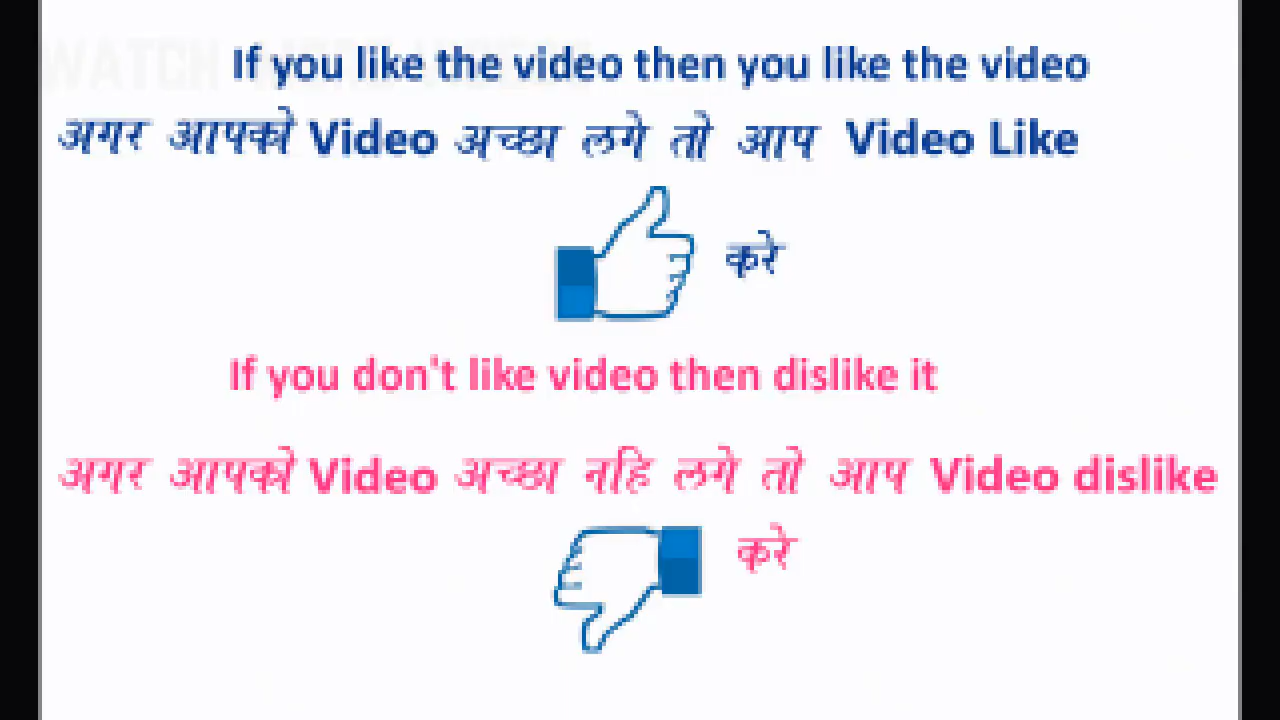 If you like the video then you like the video
अगर आपको Video अच्छा लगे तो आप Video Like
करे
If you don't like video then dislike it
अगर आपको Video अच्छा नहि लगे तो आप Video dislike
करे